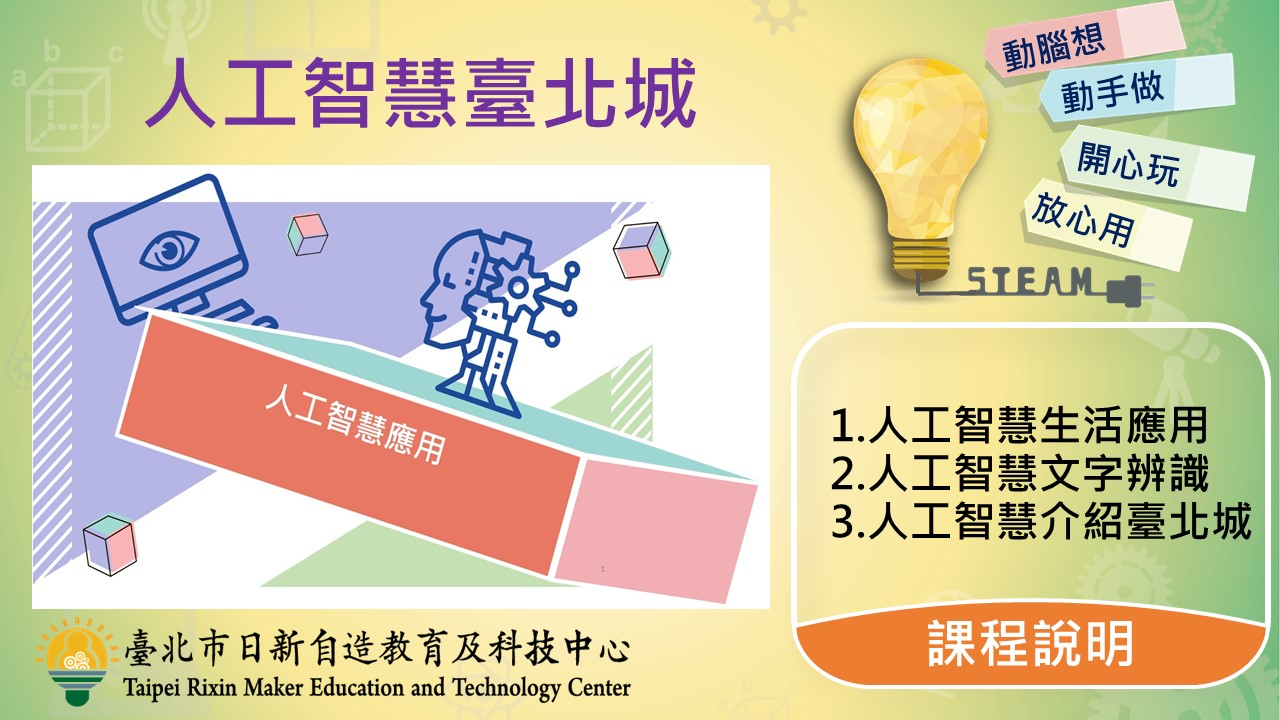 人工智慧臺北城
動腦想
動手做
開心玩
放心用
STEAM
人工智慧應用
1
1.人工智慧生活應用
2.人工智慧文字辨識
3.人工智慧介紹臺北城
課程說明
臺北市日新自造教育及科技中心
Taipei Rixin Maker Education and Technology Center
a
b
c
a
b
c